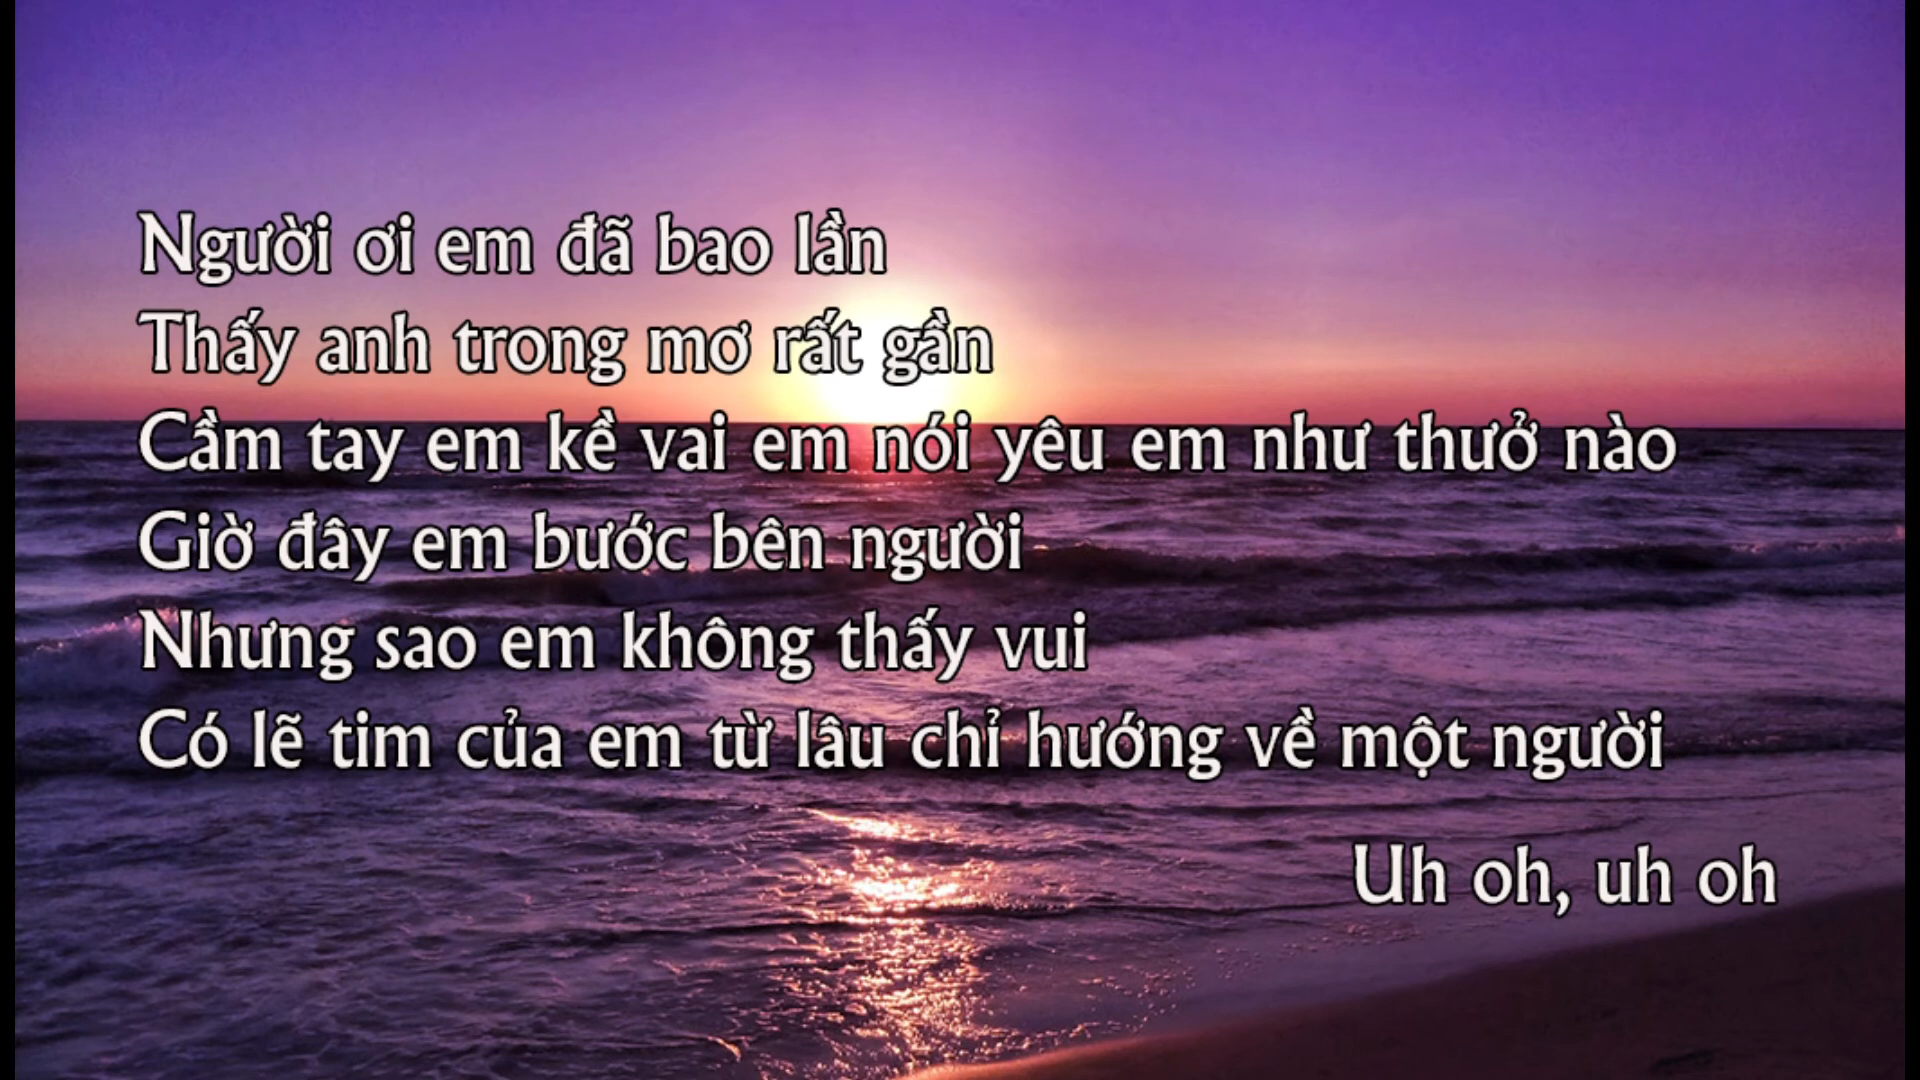 Người ơi em đã bao lần
Thấy anh trong mơ rất gần
Cầm tay em kề vai em nói yêu em như thưở nào
Giờ đây em bước bên người
Nhưng sao em không thấy vui
Có lẽ tim của em từ lâu chỉ hướng về một người
Uh oh, uh oh